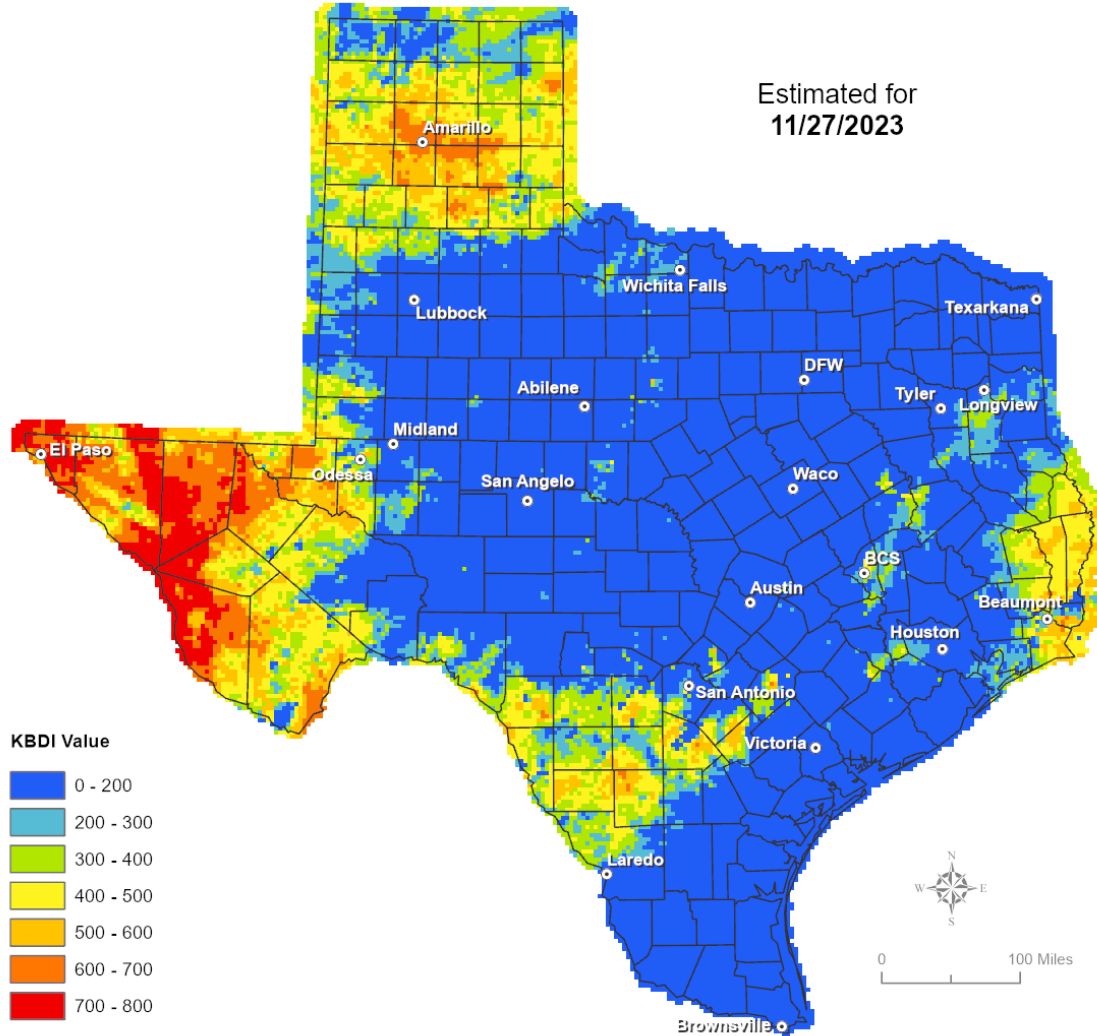 Estimated for
11/27/2023
Amarillo
Wichita Falls
Lubbock
Texarkana
DFW
Abilene
Tyler
Longview
Midland
El Paso
Odessa
San Angelo
Waco
BCS
Austin
Beaumont
Houston
San Antonio
Victoria
KBDI Value
0 - 200
200 - 300
300 - 400
400 - 500
500 - 600
600 - 700
700 - 800
Laredo
N
W
E
S
0
100 Miles
Brownsville